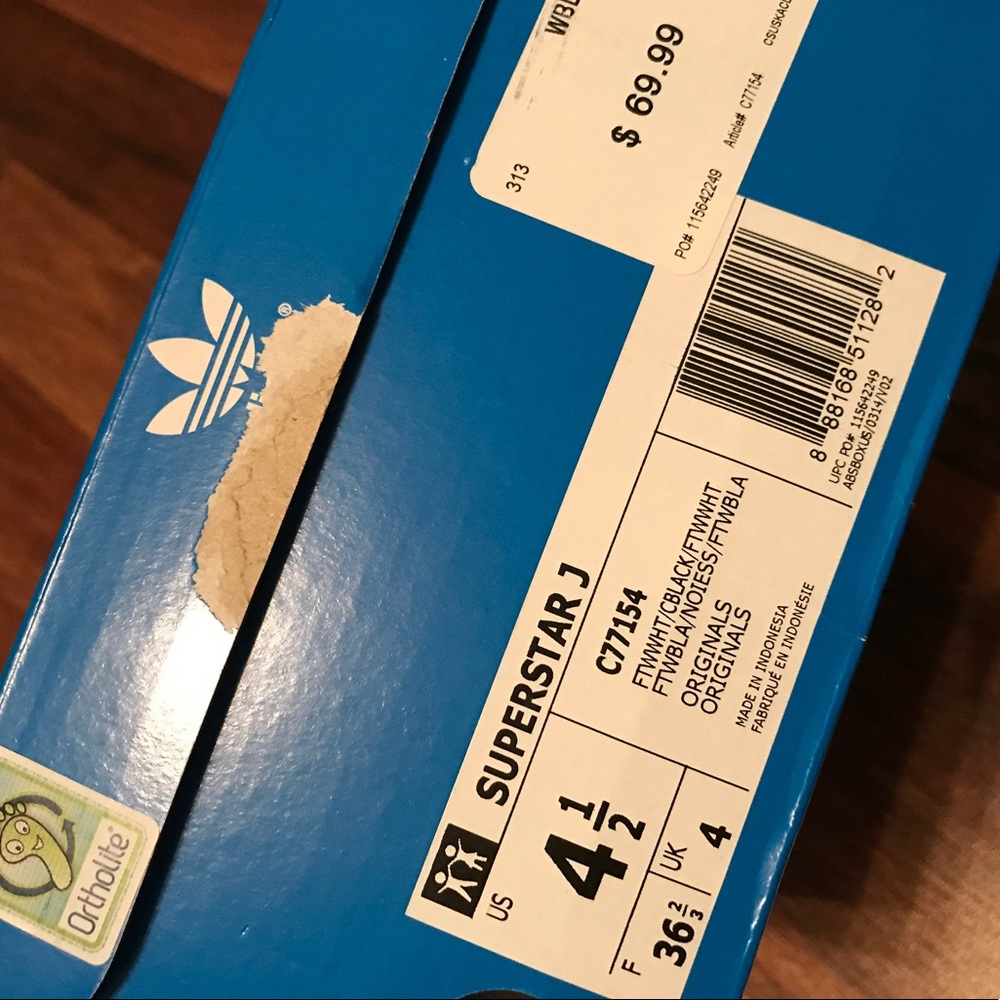 $ 69.99
313
PO# 115642249
Article# C77154
8 88168 51128 2
UPC PO# 115642249
ABSBOXUS/0314/V02
SUPERSTAR J
C77154
FTWWHT/CBLACK/FTWWHT
FTWBLA/NOIESS/FTWBLA
ORIGINALS
ORIGINALS
MADE IN INDONESIA
FABRIQUÉ EN INDONÉSIE
US
4 1/2
F
36 2/3
UK
4
Ortholite®
®